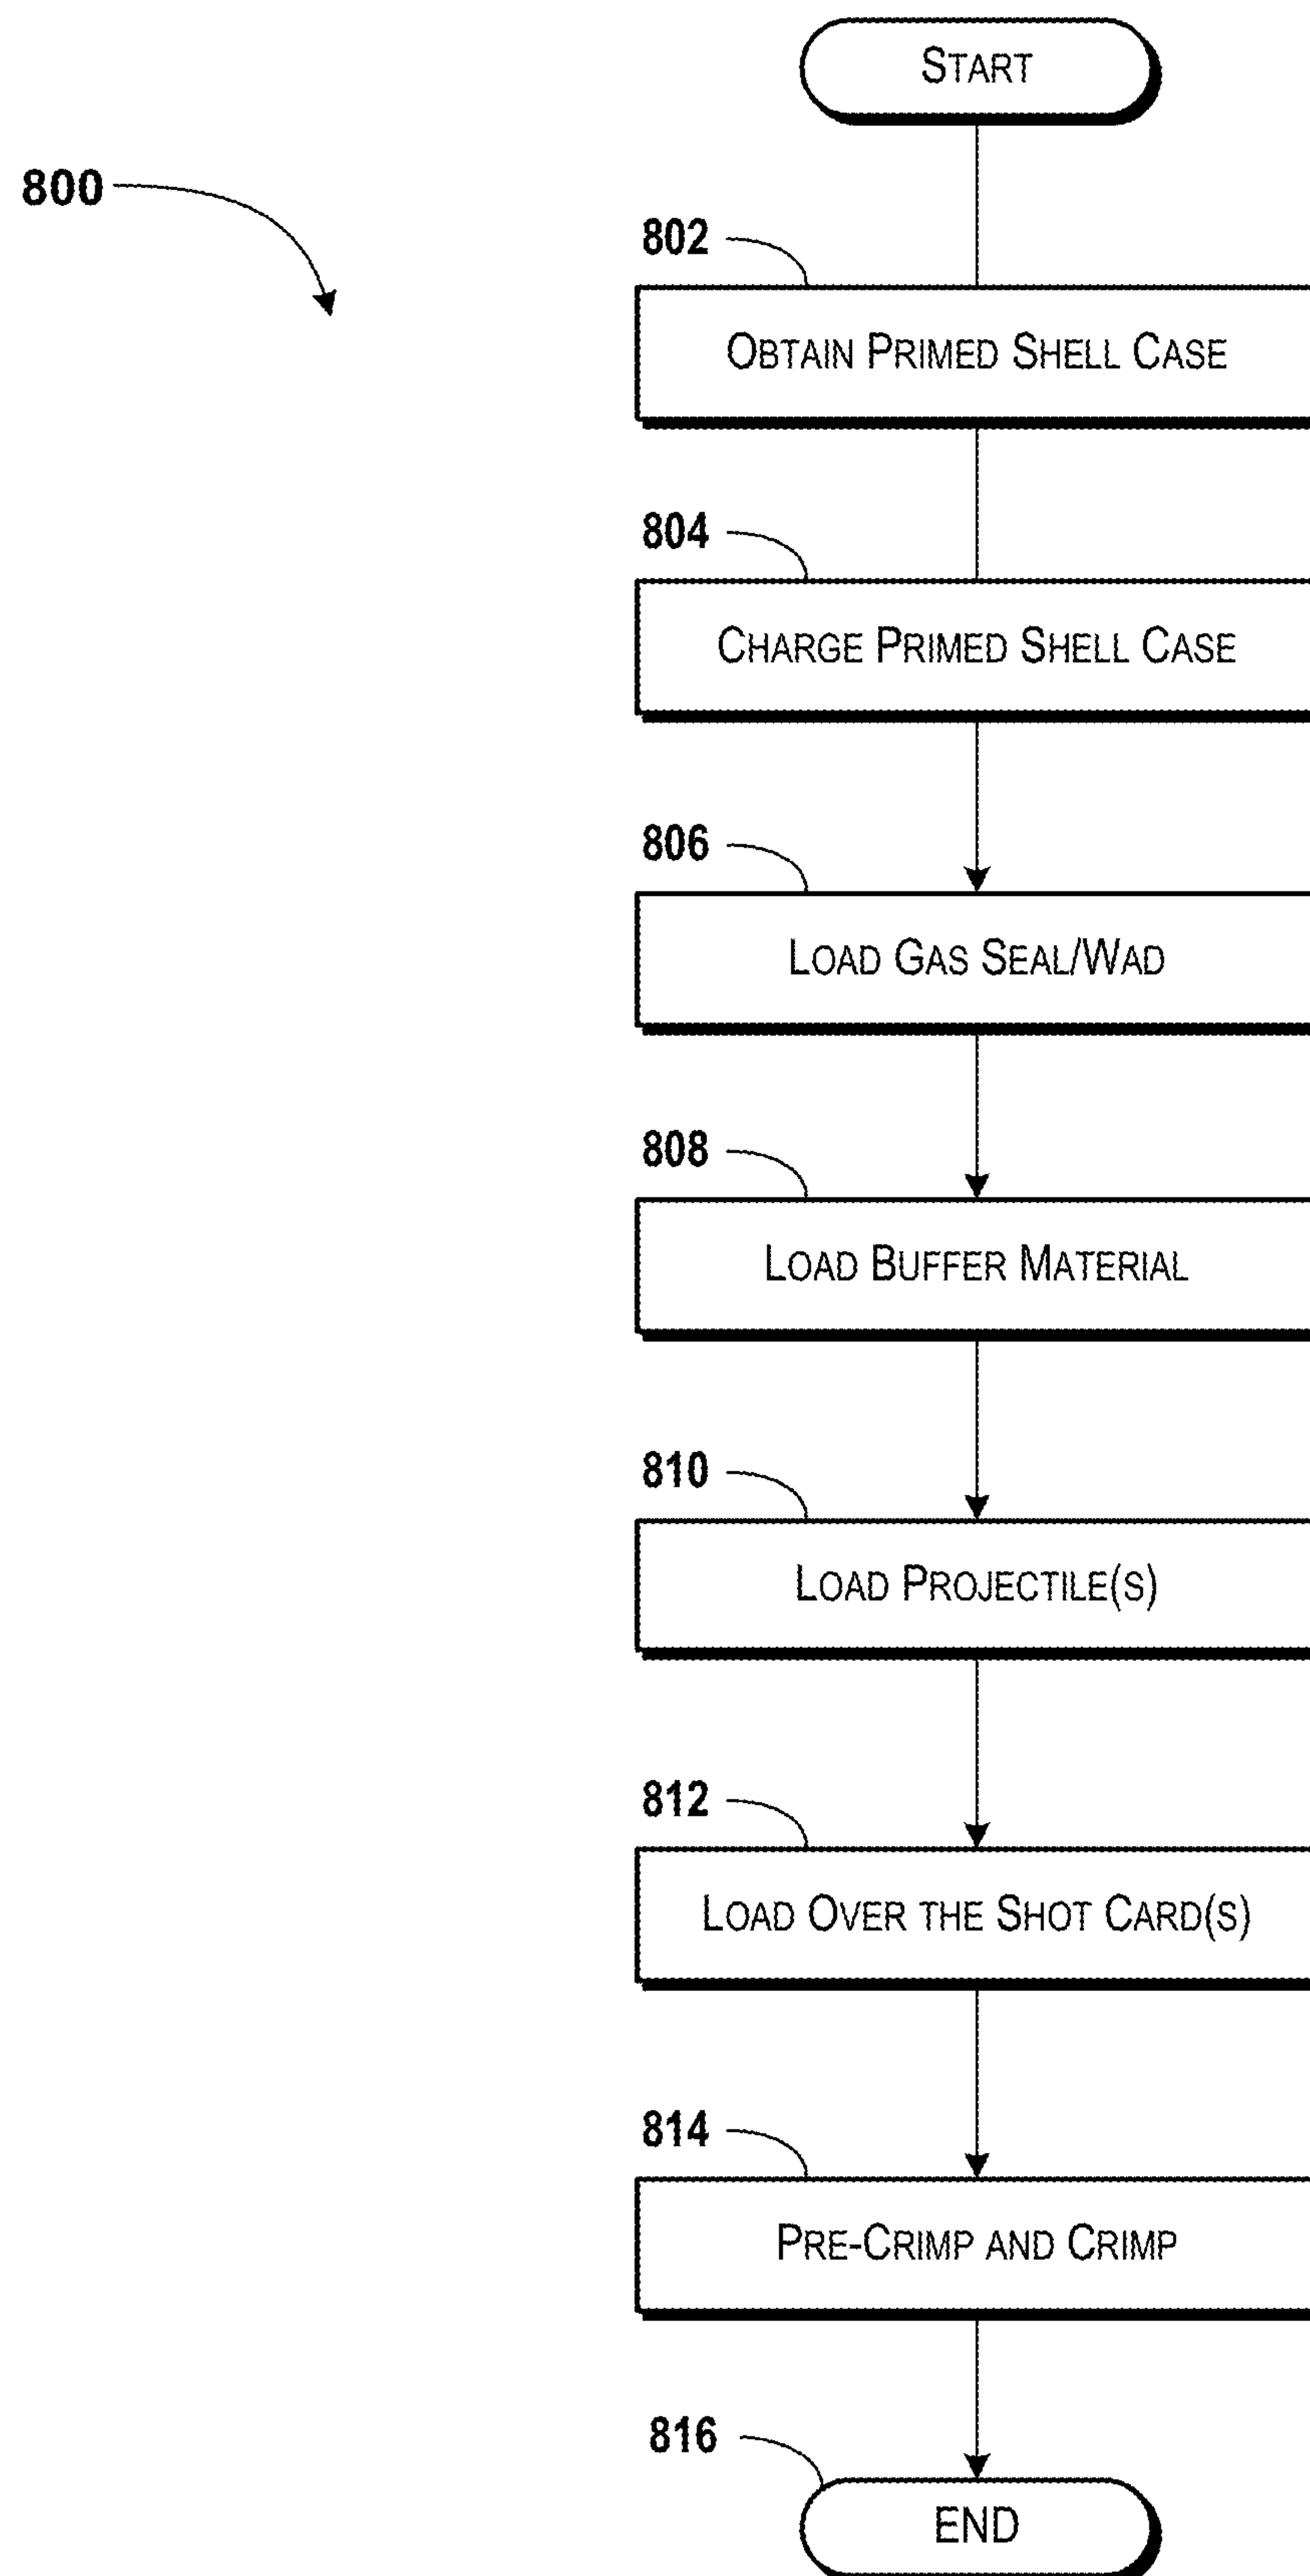 START
800
802
OBTAIN PRIMED SHELL CASE
804
CHARGE PRIMED SHELL CASE
806
LOAD GAS SEAL/WAD
808
LOAD BUFFER MATERIAL
810
LOAD PROJECTILE(S)
812
LOAD OVER THE SHOT CARD(S)
814
PRE-CRIMP AND CRIMP
816
END